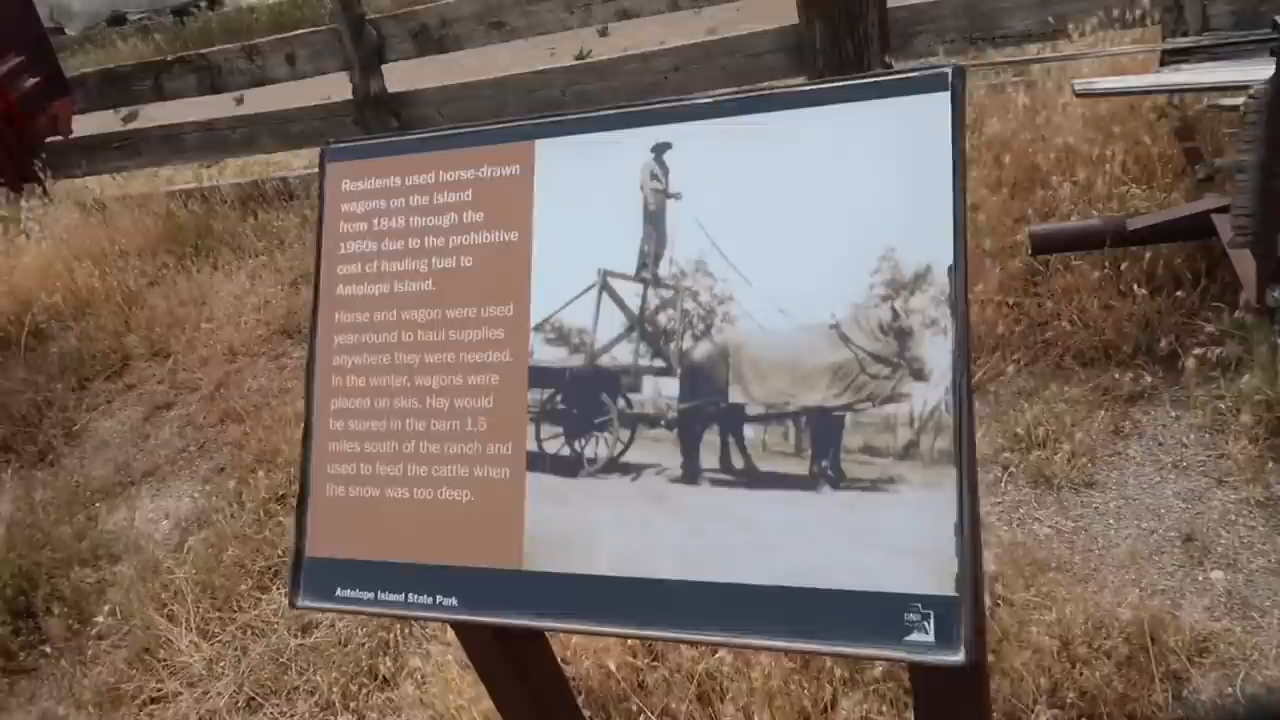 Residents used horse-drawn
wagons on the island
from 1848 through the
1960s due to the prohibitive
cost of hauling fuel to
Antelope Island.
Horse and wagon were used
year-round to haul supplies
anywhere they were needed.
In the winter, wagons were
placed on skis. Hay would
be stored in the barn 1.5
miles south of the ranch and
used to feed the cattle when
the snow was too deep.
Antelope Island State Park
DNR